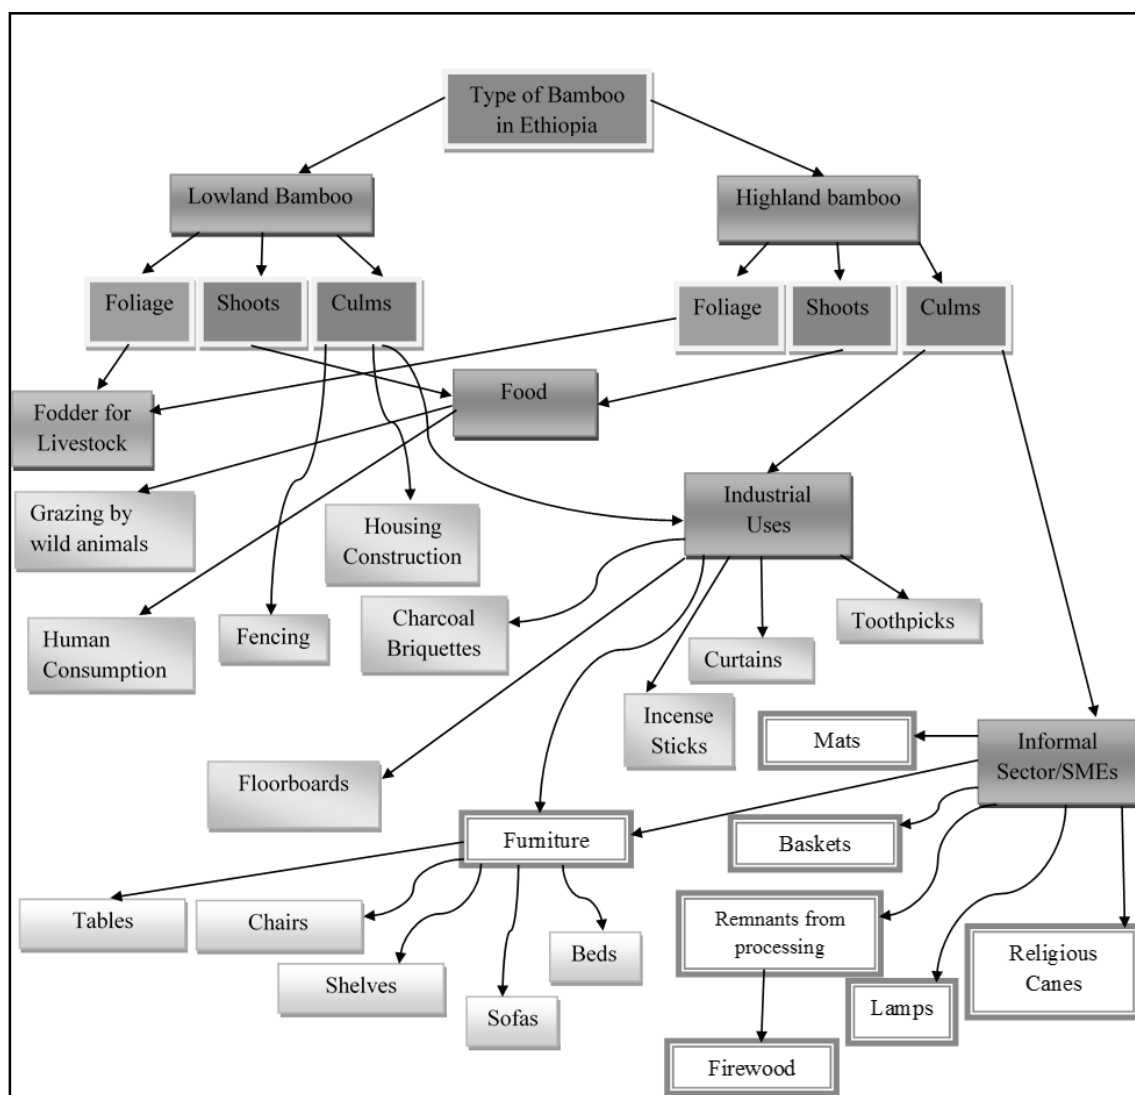 Type of Bamboo
in Ethiopia
Lowland Bamboo
Highland bamboo
Foliage
Shoots
Culms
Foliage
Shoots
Culms
Food
Fodder for
Livestock
Industrial
Uses
Grazing by
wild animals
Housing
Construction
Charcoal
Briquettes
Toothpicks
Fencing
Human
Consumption
Curtains
Incense
Sticks
Mats
Informal
Sector/SMEs
Floorboards
Furniture
Baskets
Tables
Chairs
Beds
Remnants from
processing
Religious
Canes
Shelves
Sofas
Lamps
Firewood